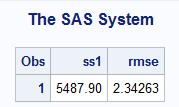 The SAS System
Obs ss1 rmse
1 5487.90 2.34263